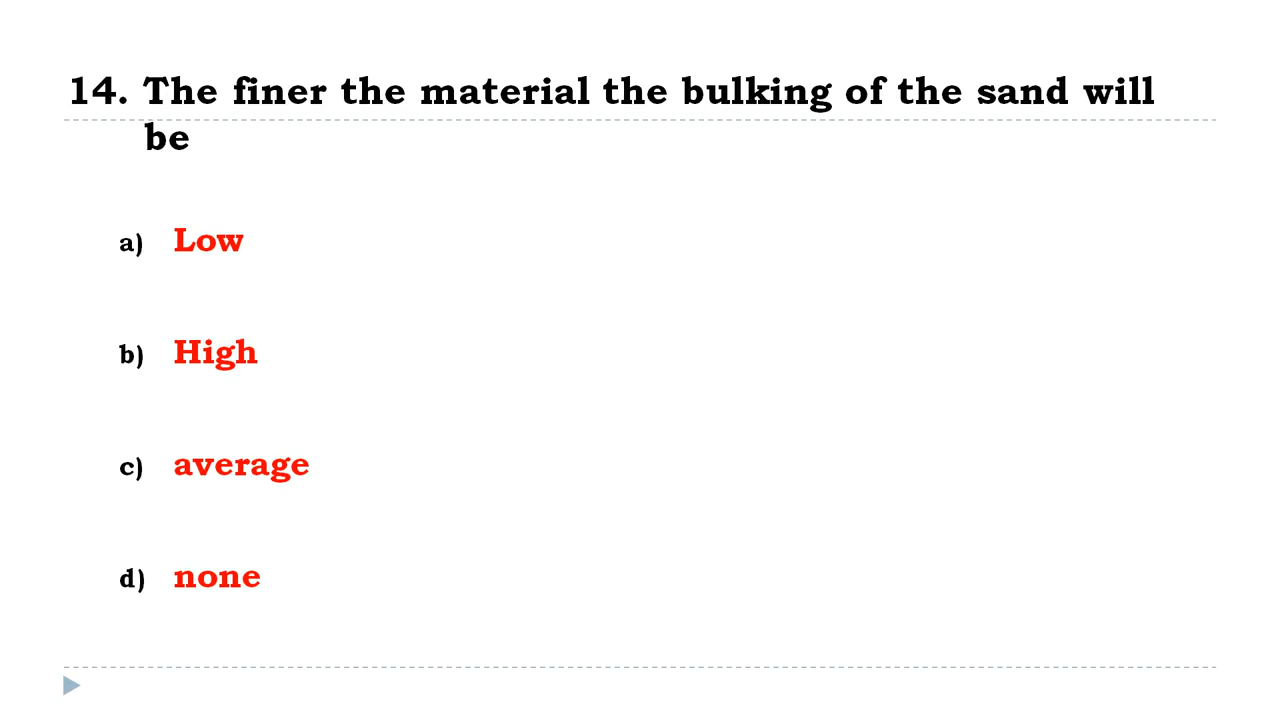 14. The finer the material the bulking of the sand will
be
a) Low
b) High
c) average
d) none